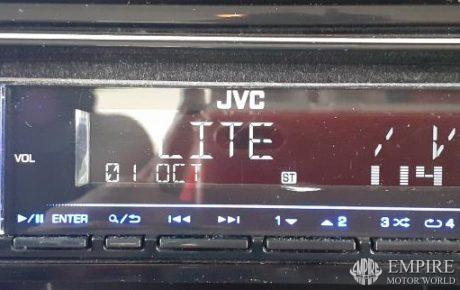 JVC
LITE
VOL
01 OCT ST
ENTER 1 2 3 4
EMPIRE
MOTOR WORLD